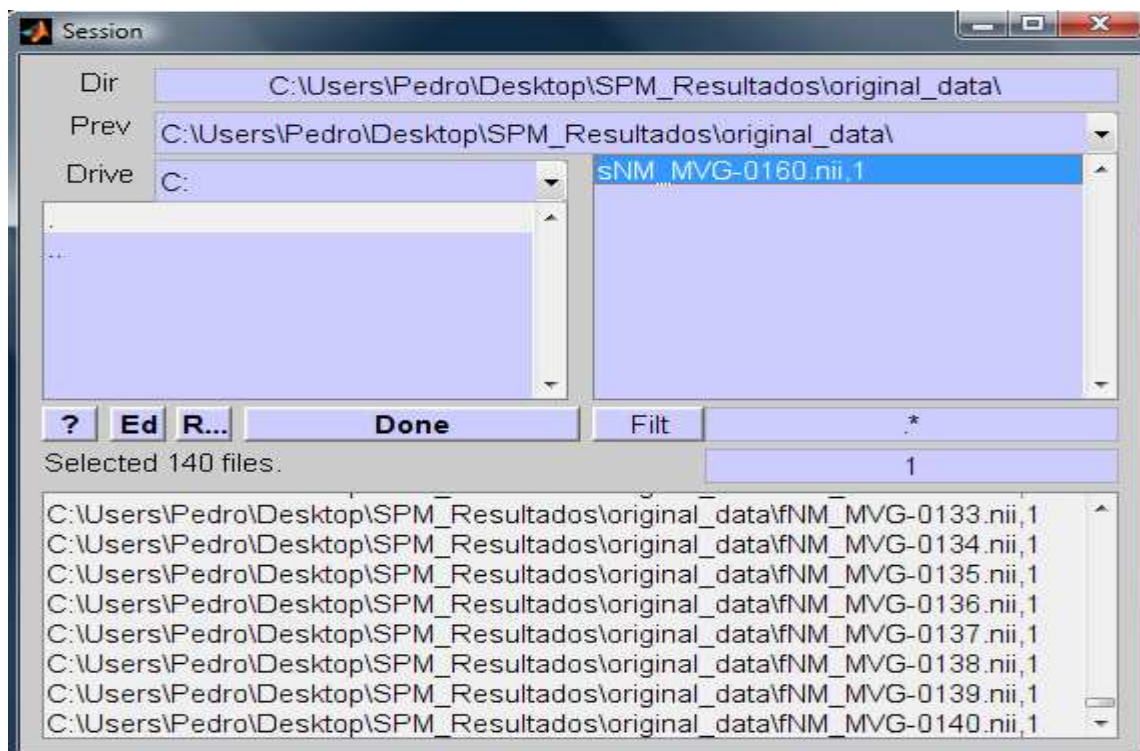 Session
Dir C:\Users\Pedro\Desktop\SPM_Resultados\original_data\
Prev C:\Users\Pedro\Desktop\SPM_Resultados\original_data\
Drive C:
sNM_MVG-0160.nii,1
.
..
? Ed R... Done Filt .*
Selected 140 files. 1
C:\Users\Pedro\Desktop\SPM_Resultados\original_data\fNM_MVG-0133.nii,1
C:\Users\Pedro\Desktop\SPM_Resultados\original_data\fNM_MVG-0134.nii,1
C:\Users\Pedro\Desktop\SPM_Resultados\original_data\fNM_MVG-0135.nii,1
C:\Users\Pedro\Desktop\SPM_Resultados\original_data\fNM_MVG-0136.nii,1
C:\Users\Pedro\Desktop\SPM_Resultados\original_data\fNM_MVG-0137.nii,1
C:\Users\Pedro\Desktop\SPM_Resultados\original_data\fNM_MVG-0138.nii,1
C:\Users\Pedro\Desktop\SPM_Resultados\original_data\fNM_MVG-0139.nii,1
C:\Users\Pedro\Desktop\SPM_Resultados\original_data\fNM_MVG-0140.nii,1